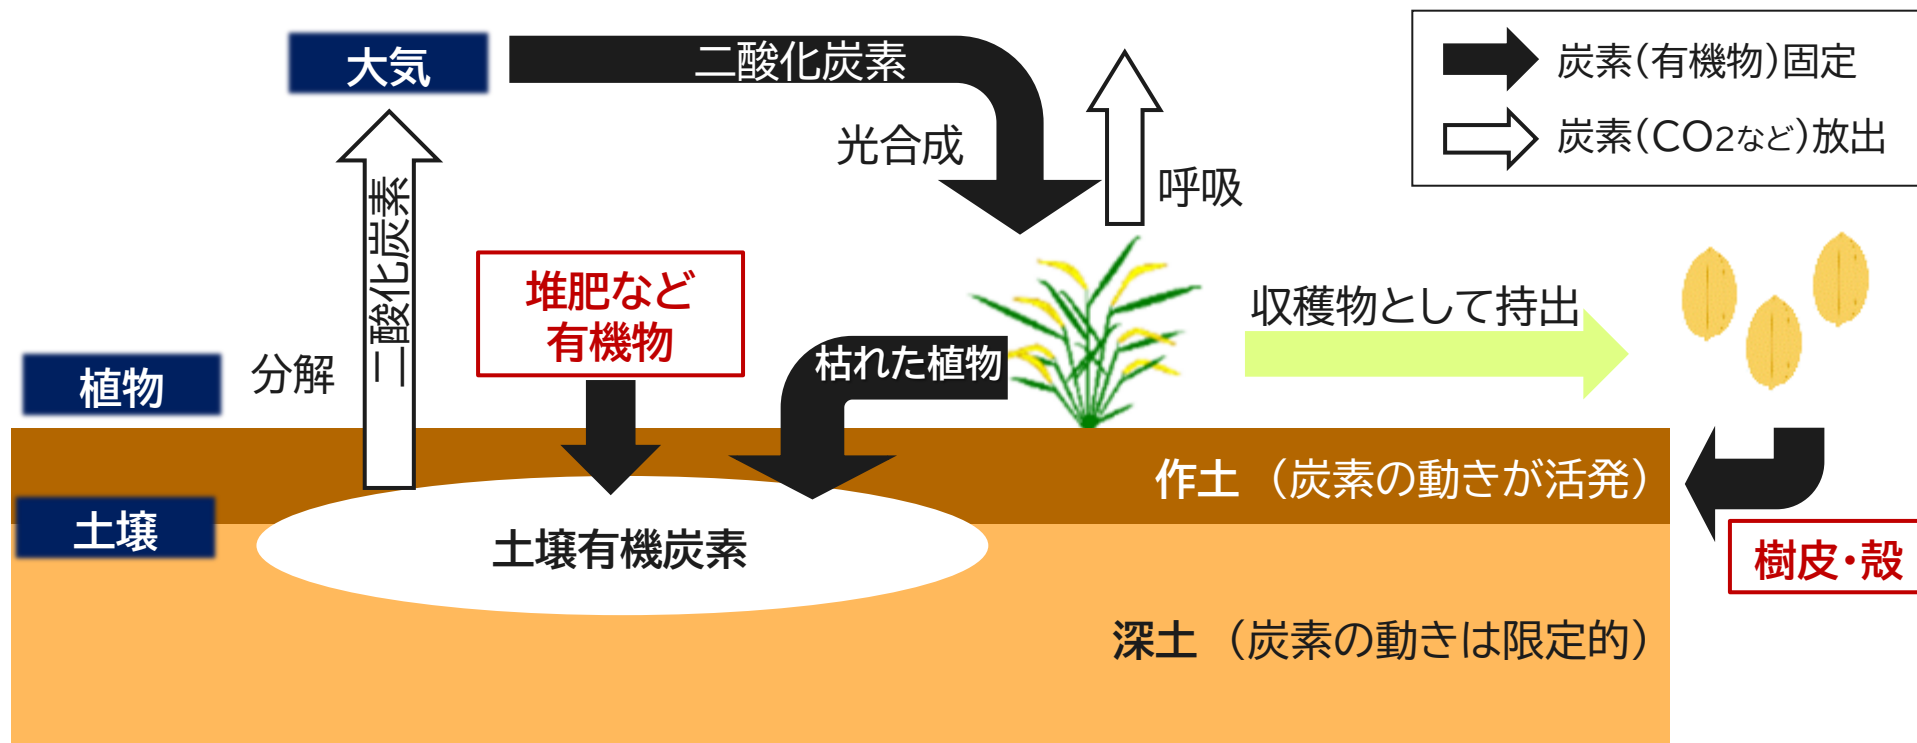 大気
二酸化炭素
炭素(有機物)固定
炭素(CO2など)放出
光合成
呼吸
二酸化炭素
堆肥など
有機物
収穫物として持出
枯れた植物
植物
分解
作土（炭素の動きが活発）
土壌
土壌有機炭素
樹皮・殻
深土（炭素の動きは限定的）